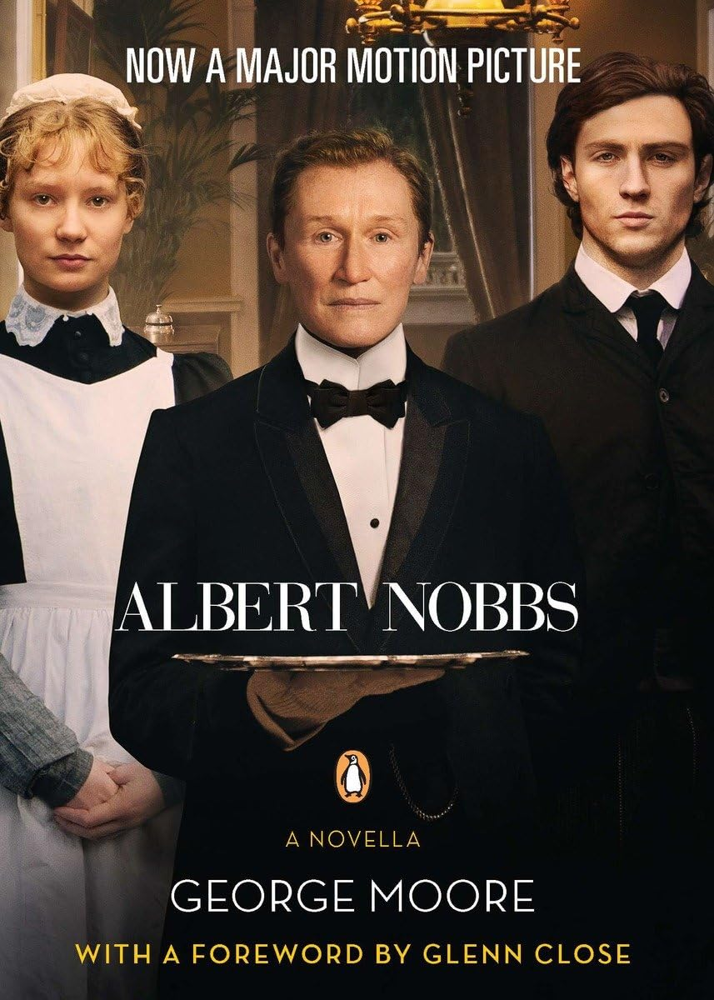 NOW A MAJOR MOTION PICTURE
ALBERT NOBBS
A NOVELLA
GEORGE MOORE
WITH A FOREWORD BY GLENN CLOSE